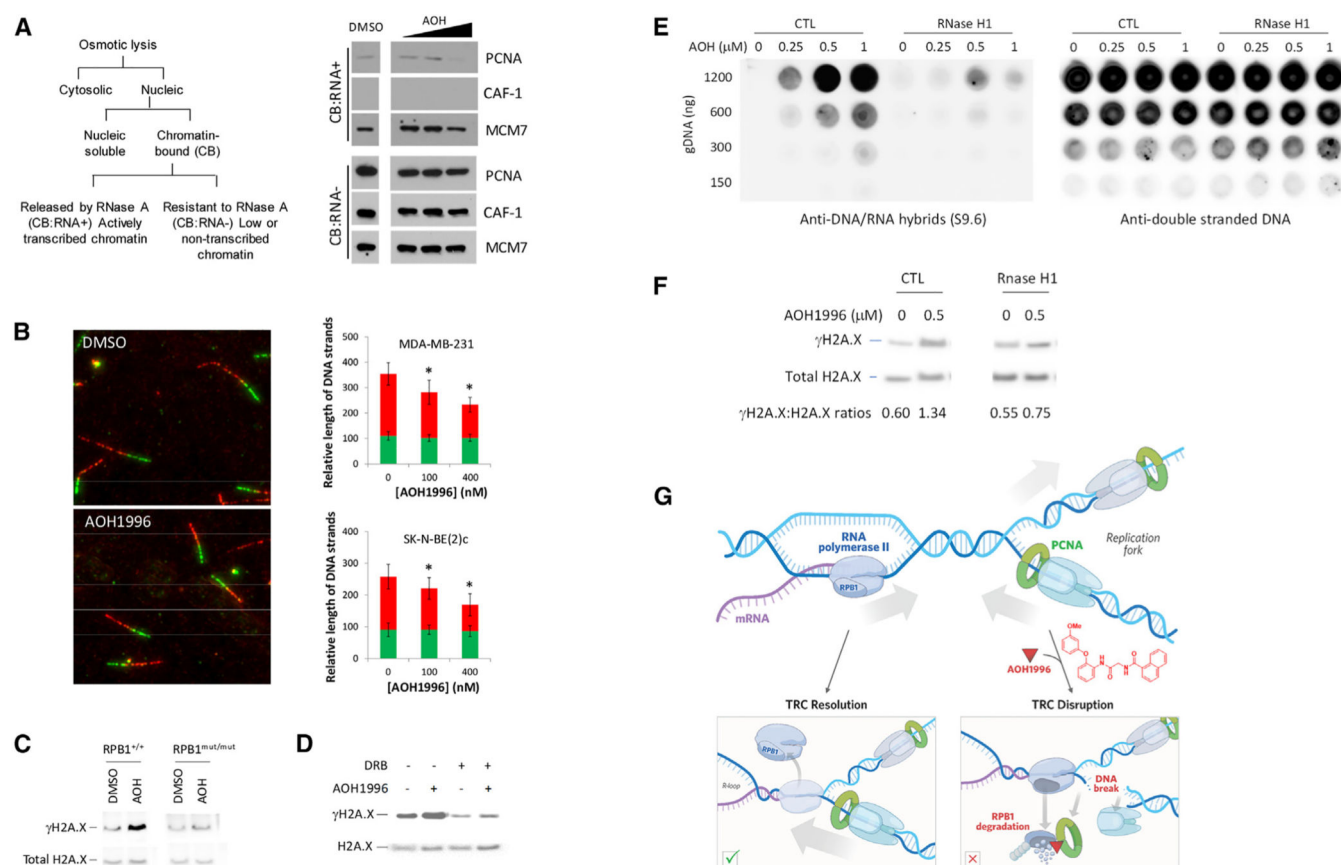 A
Osmotic lysis
Cytosolic
Nucleic
Nucleic
soluble
Chromatin-
bound (CB)
Released by RNase A
(CB:RNA+) Actively
transcribed chromatin
Resistant to RNase A
(CB:RNA-) Low or
non-transcribed
chromatin
DMSO
AOH
CB:RNA+
PCNA
CAF-1
MCM7
CB:RNA-
PCNA
CAF-1
MCM7
B
DMSO
AOH1996
Relative length of DNA strands
500
400
300
200
100
0
MDA-MB-231
* *
0 100 400
[AOH1996] (nM)
Relative length of DNA strands
400
300
200
100
0
SK-N-BE(2)c
* *
0 100 400
[AOH1996] (nM)
C
RPB1+/+ RPB1mut/mut
DMSO AOH DMSO AOH
γH2A.X
Total H2A.X
D
DRB - - + +
AOH1996 - + - +
γH2A.X
H2A.X
E
CTL RNase H1 CTL RNase H1
AOH (μM) 0 0.25 0.5 1 0 0.25 0.5 1 0 0.25 0.5 1 0 0.25 0.5 1
gDNA (ng)
1200
600
300
150
Anti-DNA/RNA hybrids (S9.6)
Anti-double stranded DNA
F
CTL Rnase H1
AOH1996 (μM) 0 0.5 0 0.5
γH2A.X
Total H2A.X
γH2A.X:H2A.X ratios 0.60 1.34 0.55 0.75
G
RNA
polymerase II
RPB1
mRNA
PCNA
Replication
fork
AOH1996
OMe
O
H
N
O
N
H
O
TRC Resolution
RPB1
R-loop
✓
TRC Disruption
DNA
break
RPB1
degradation
×